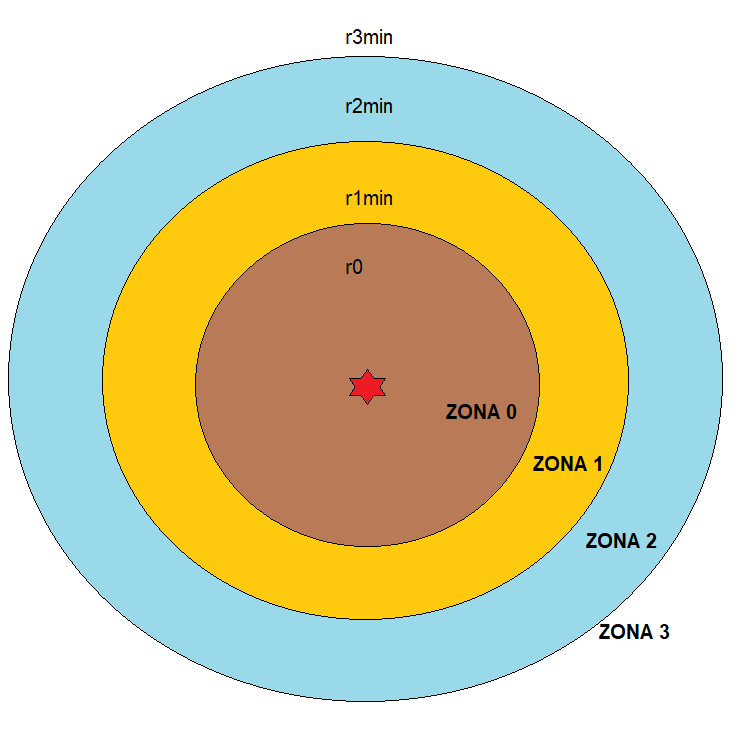 r3min
r2min
r1min
r0
ZONA 0
ZONA 1
ZONA 2
ZONA 3